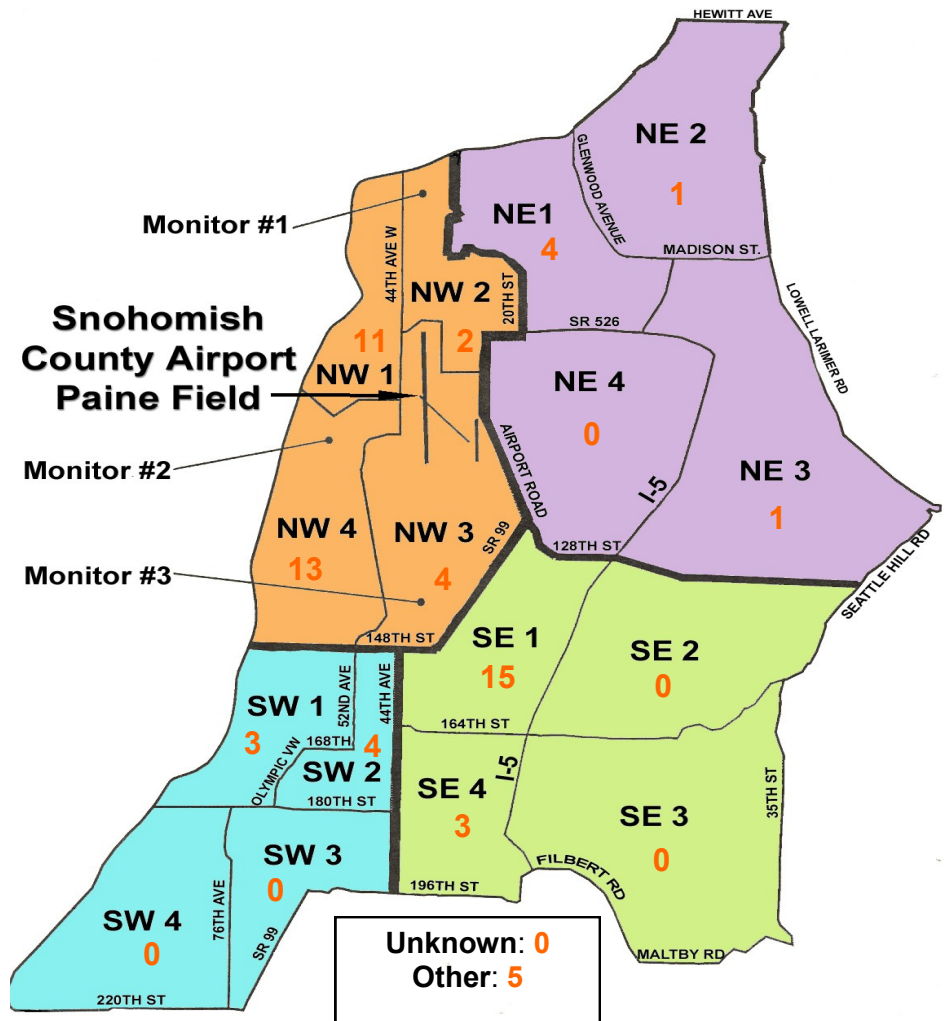 HEWITT AVE
NE 2
1
GLENWOOD AVENUE
MADISON ST.
NE1
4
Monitor #1
44TH AVE W
NW 2
2
20TH ST
SR 526
LOWELL LARIMER RD
Snohomish
County Airport
Paine Field
11
NW 1
NE 4
0
AIRPORT ROAD
I-5
NE 3
1
Monitor #2
NW 4
13
NW 3
4
SR 99
128TH ST
SEATTLE HILL RD
Monitor #3
148TH ST
SE 1
15
SE 2
0
SW 1
3
52ND AVE
44TH AVE
168TH
4
OLYMPIC VW
SW 2
180TH ST
164TH ST
I-5
SE 4
3
SE 3
0
35TH ST
SW 3
0
76TH AVE
SR 99
SW 4
0
220TH ST
196TH ST
FILBERT RD
MALTBY RD
Unknown: 0
Other: 5